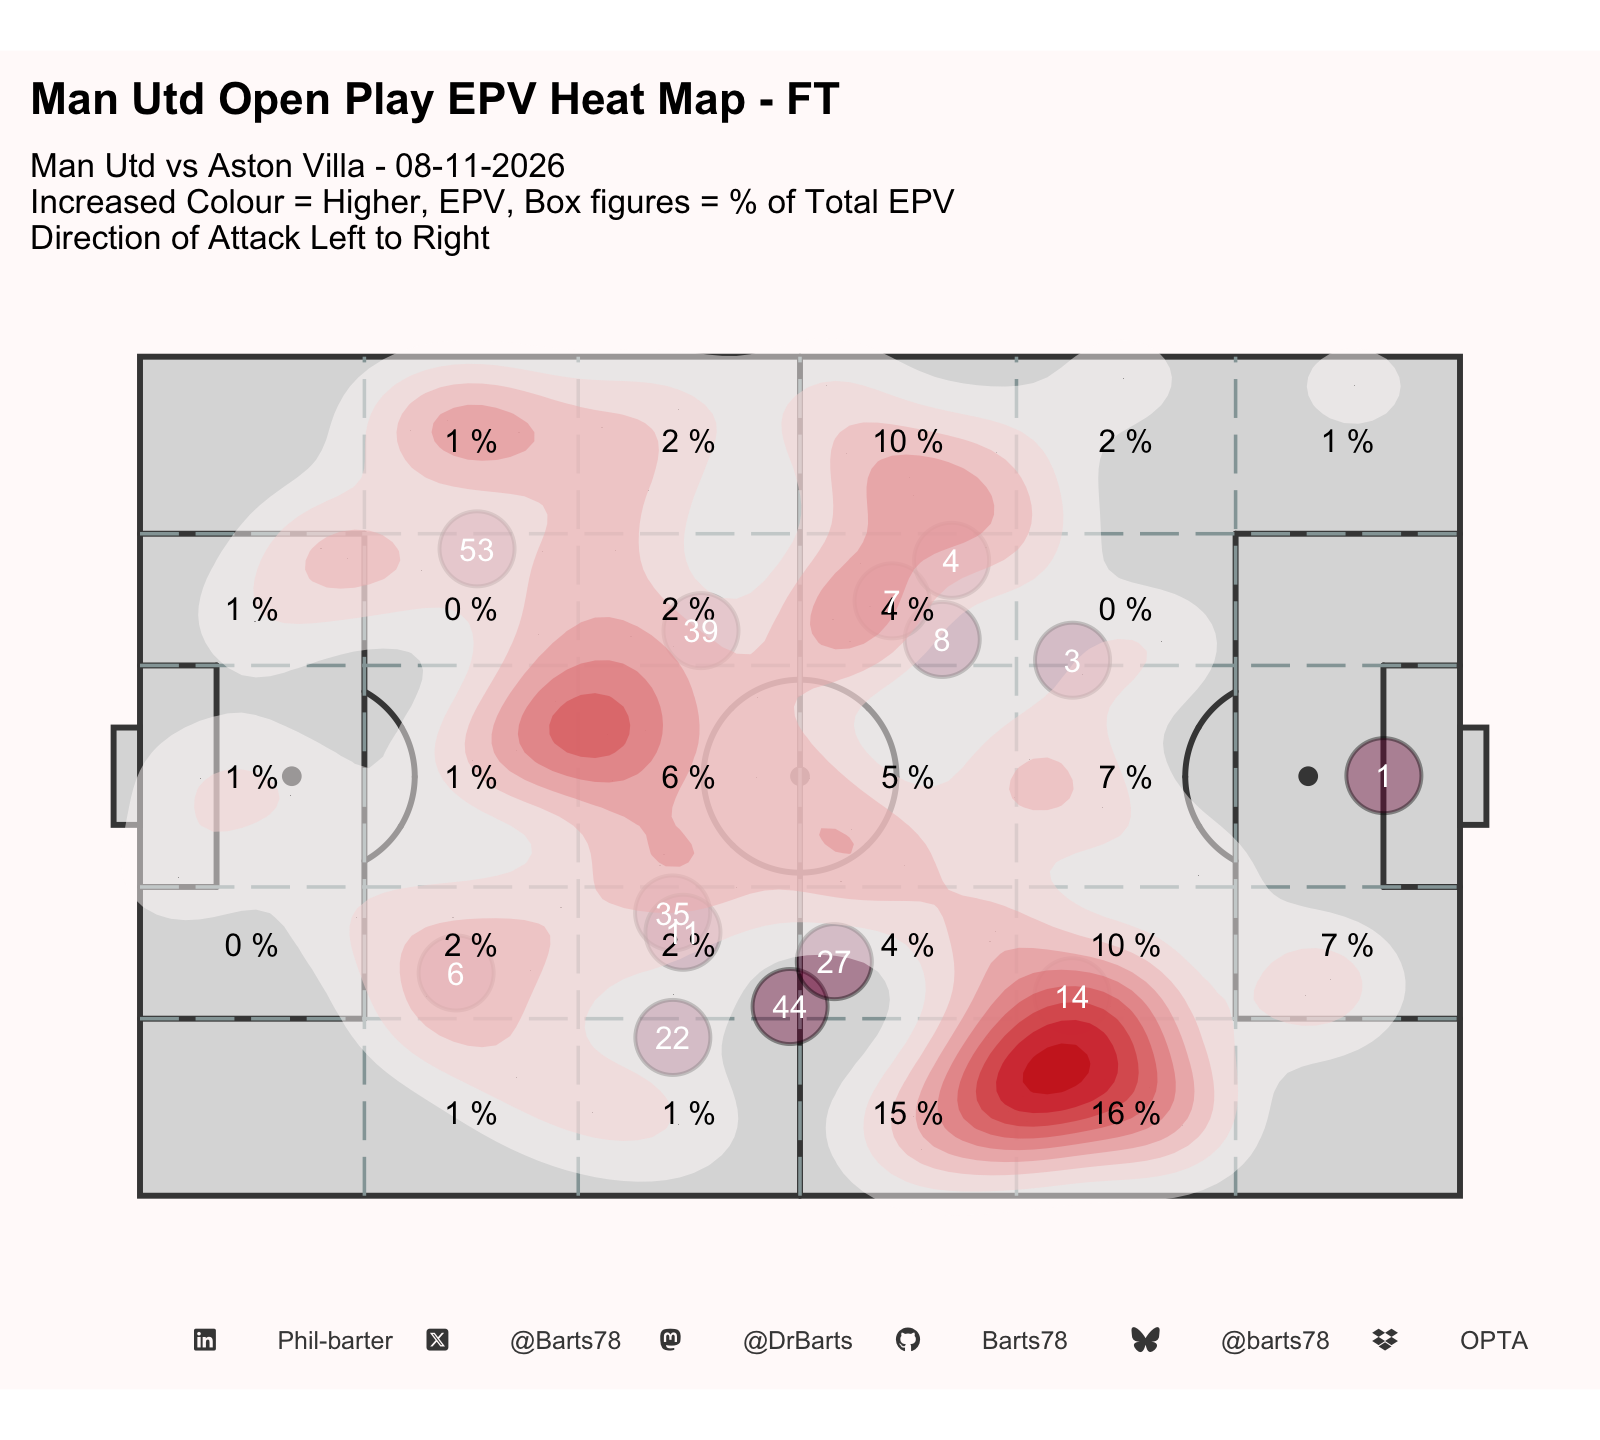 Man Utd Open Play EPV Heat Map - FT
Man Utd vs Aston Villa - 08-11-2026
Increased Colour = Higher, EPV, Box figures = % of Total EPV
Direction of Attack Left to Right
1 % 2 % 10 % 2 % 1 %
53 4
7
1 % 0 % 2 % 4 % 0 %
39 8
3
1 % 1 % 6 % 5 % 7 % 1
35
11
0 % 2 % 2 % 4 % 10 % 7 %
6 27
44 14
22
1 % 1 % 15 % 16 %
Phil-barter @Barts78 @DrBarts Barts78 @barts78 OPTA